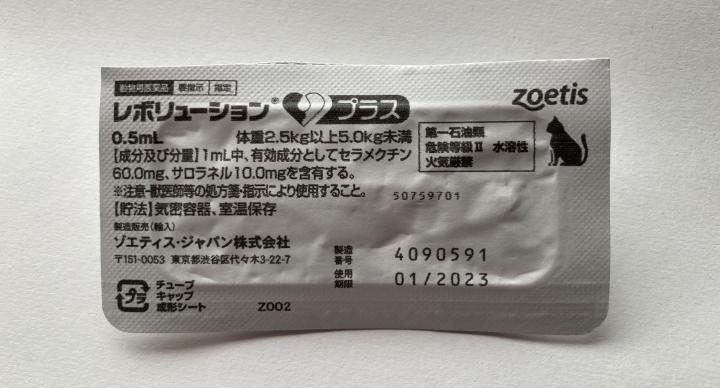 動物用医薬品 要指示 指定
レボリューション® プラス
zoetis
0.5mL 体重2.5kg以上5.0kg未満
【成分及び分量】1mL中、有効成分としてセラメクチン
60.0mg、サロラネル10.0mgを含有する。
※注意-獣医師等の処方箋・指示により使用すること。
【貯法】気密容器、室温保存
第一石油類
危険等級Ⅱ 水溶性
火気厳禁
50759701
製造販売(輸入)
ゾエティス・ジャパン株式会社
〒151-0053 東京都渋谷区代々木3-22-7
製造番号 4090591
使用期限 01/2023
プラ
チューブ
キャップ
成形シート
Z002